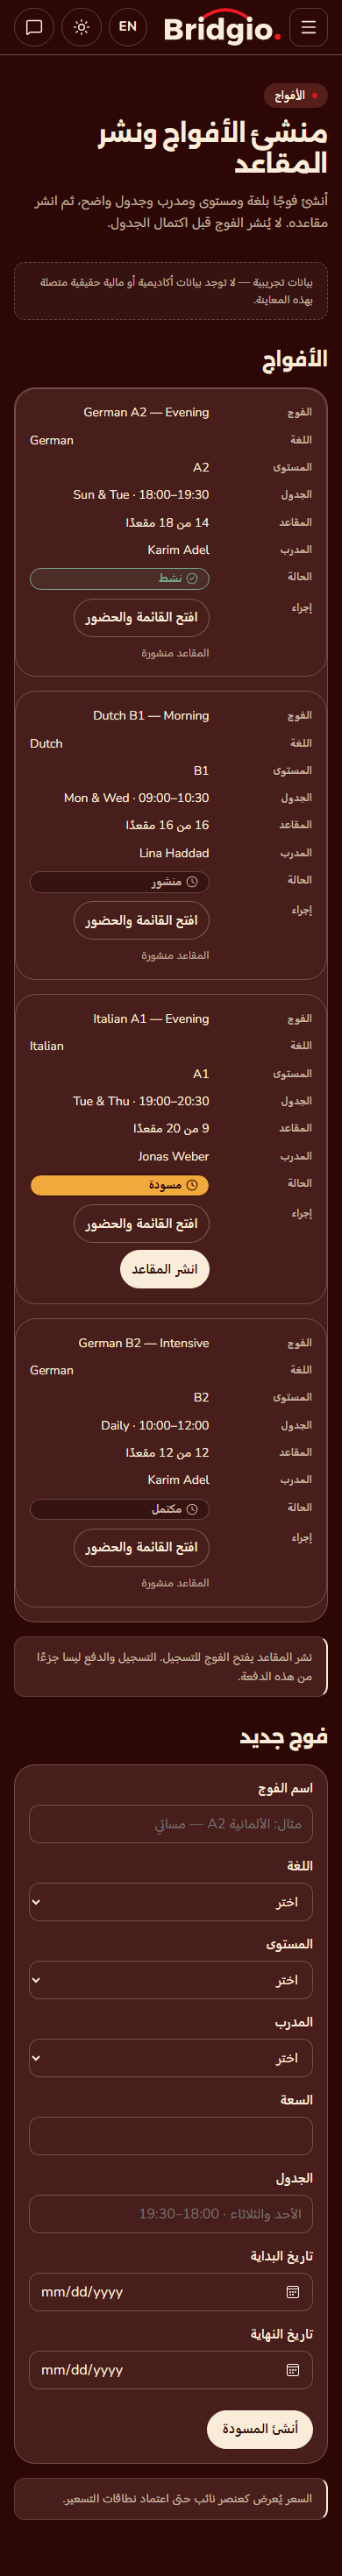 Bridgio.
EN
الأفواج
منشئ الأفواج ونشر
المقاعد
أنشئ فوجًا بلغة ومستوى ومدرب وجدول واضح، ثم انشر
مقاعده. لا يُنشر الفوج قبل اكتمال الجدول.
بيانات تجريبية — لا توجد بيانات أكاديمية أو مالية حقيقية متصلة
بهذه المعاينة.
الأفواج
الفوج German A2 — Evening
اللغة German
المستوى A2
الجدول Sun & Tue · 18:00–19:30
المقاعد 14 من 18 مقعدًا
المدرب Karim Adel
الحالة نشط
إجراء افتح القائمة والحضور
المقاعد منشورة
الفوج Dutch B1 — Morning
اللغة Dutch
المستوى B1
الجدول Mon & Wed · 09:00–10:30
المقاعد 16 من 16 مقعدًا
المدرب Lina Haddad
الحالة منشور
إجراء افتح القائمة والحضور
المقاعد منشورة
الفوج Italian A1 — Evening
اللغة Italian
المستوى A1
الجدول Tue & Thu · 19:00–20:30
المقاعد 9 من 20 مقعدًا
المدرب Jonas Weber
الحالة مسودة
إجراء افتح القائمة والحضور
انشر المقاعد
الفوج German B2 — Intensive
اللغة German
المستوى B2
الجدول Daily · 10:00–12:00
المقاعد 12 من 12 مقعدًا
المدرب Karim Adel
الحالة مكتمل
إجراء افتح القائمة والحضور
المقاعد منشورة
نشر المقاعد يفتح الفوج للتسجيل. التسجيل والدفع ليسا جزءًا
من هذه الدفعة.
فوج جديد
اسم الفوج
مثال: الألمانية A2 — مسائي
اللغة
اختر
المستوى
اختر
المدرب
اختر
السعة
الجدول
الأحد والثلاثاء · 18:00–19:30
تاريخ البداية
mm/dd/yyyy
تاريخ النهاية
mm/dd/yyyy
أنشئ المسودة
السعر يُعرض كعنصر نائب حتى اعتماد نطاقات التسعير.